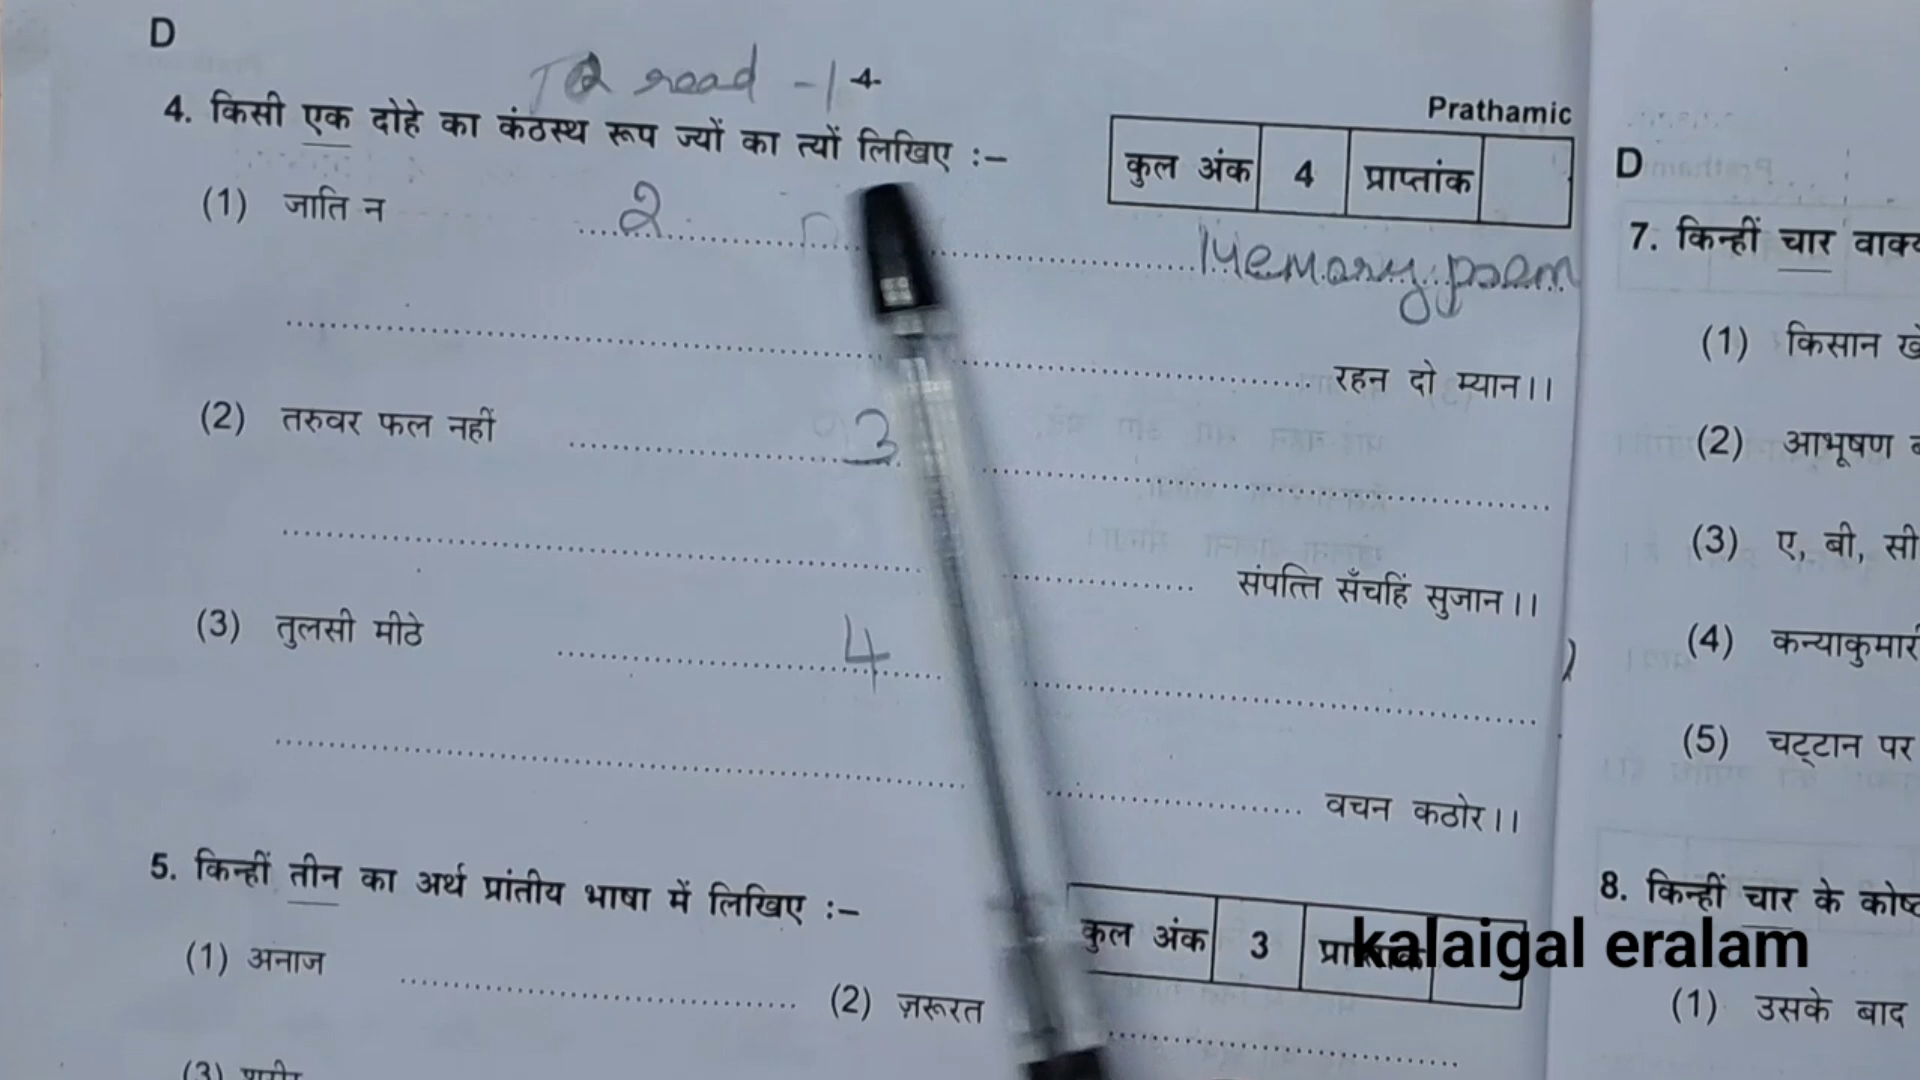 D
To read - 1
-4-
Prathamic
4. किसी एक दोहे का कंठस्थ रूप ज्यों का त्यों लिखिए :–
कुल अंक 4 प्राप्तांक
(1) जाति न 2
Memory poem
रहन दो म्यान।।
(2) तरुवर फल नहीं 3
संपत्ति सँचहिं सुजान।।
(3) तुलसी मीठे 4
वचन कठोर।।
5. किन्हीं तीन का अर्थ प्रांतीय भाषा में लिखिए :–
कुल अंक 3
(1) अनाज
(2) ज़रूरत
(3)
D
7. किन्हीं चार
(1) किसान
(2) आभूषण
(3) ए, बी, सी
(4)
(5) चट्टान पर
8. किन्हीं चार के
(1) उसके बाद
kalaigal eralam